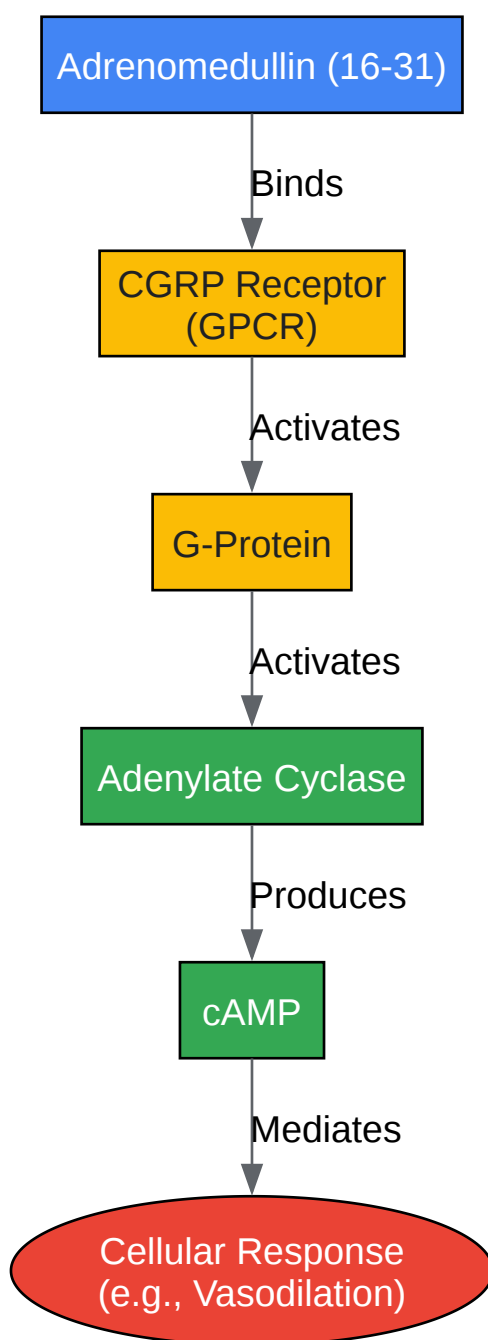 Adrenomedullin (16-31)
Binds
CGRP Receptor
(GPCR)
Activates
G-Protein
Activates
Adenylate Cyclase
Produces
cAMP
Mediates
Cellular Response
(e.g., Vasodilation)